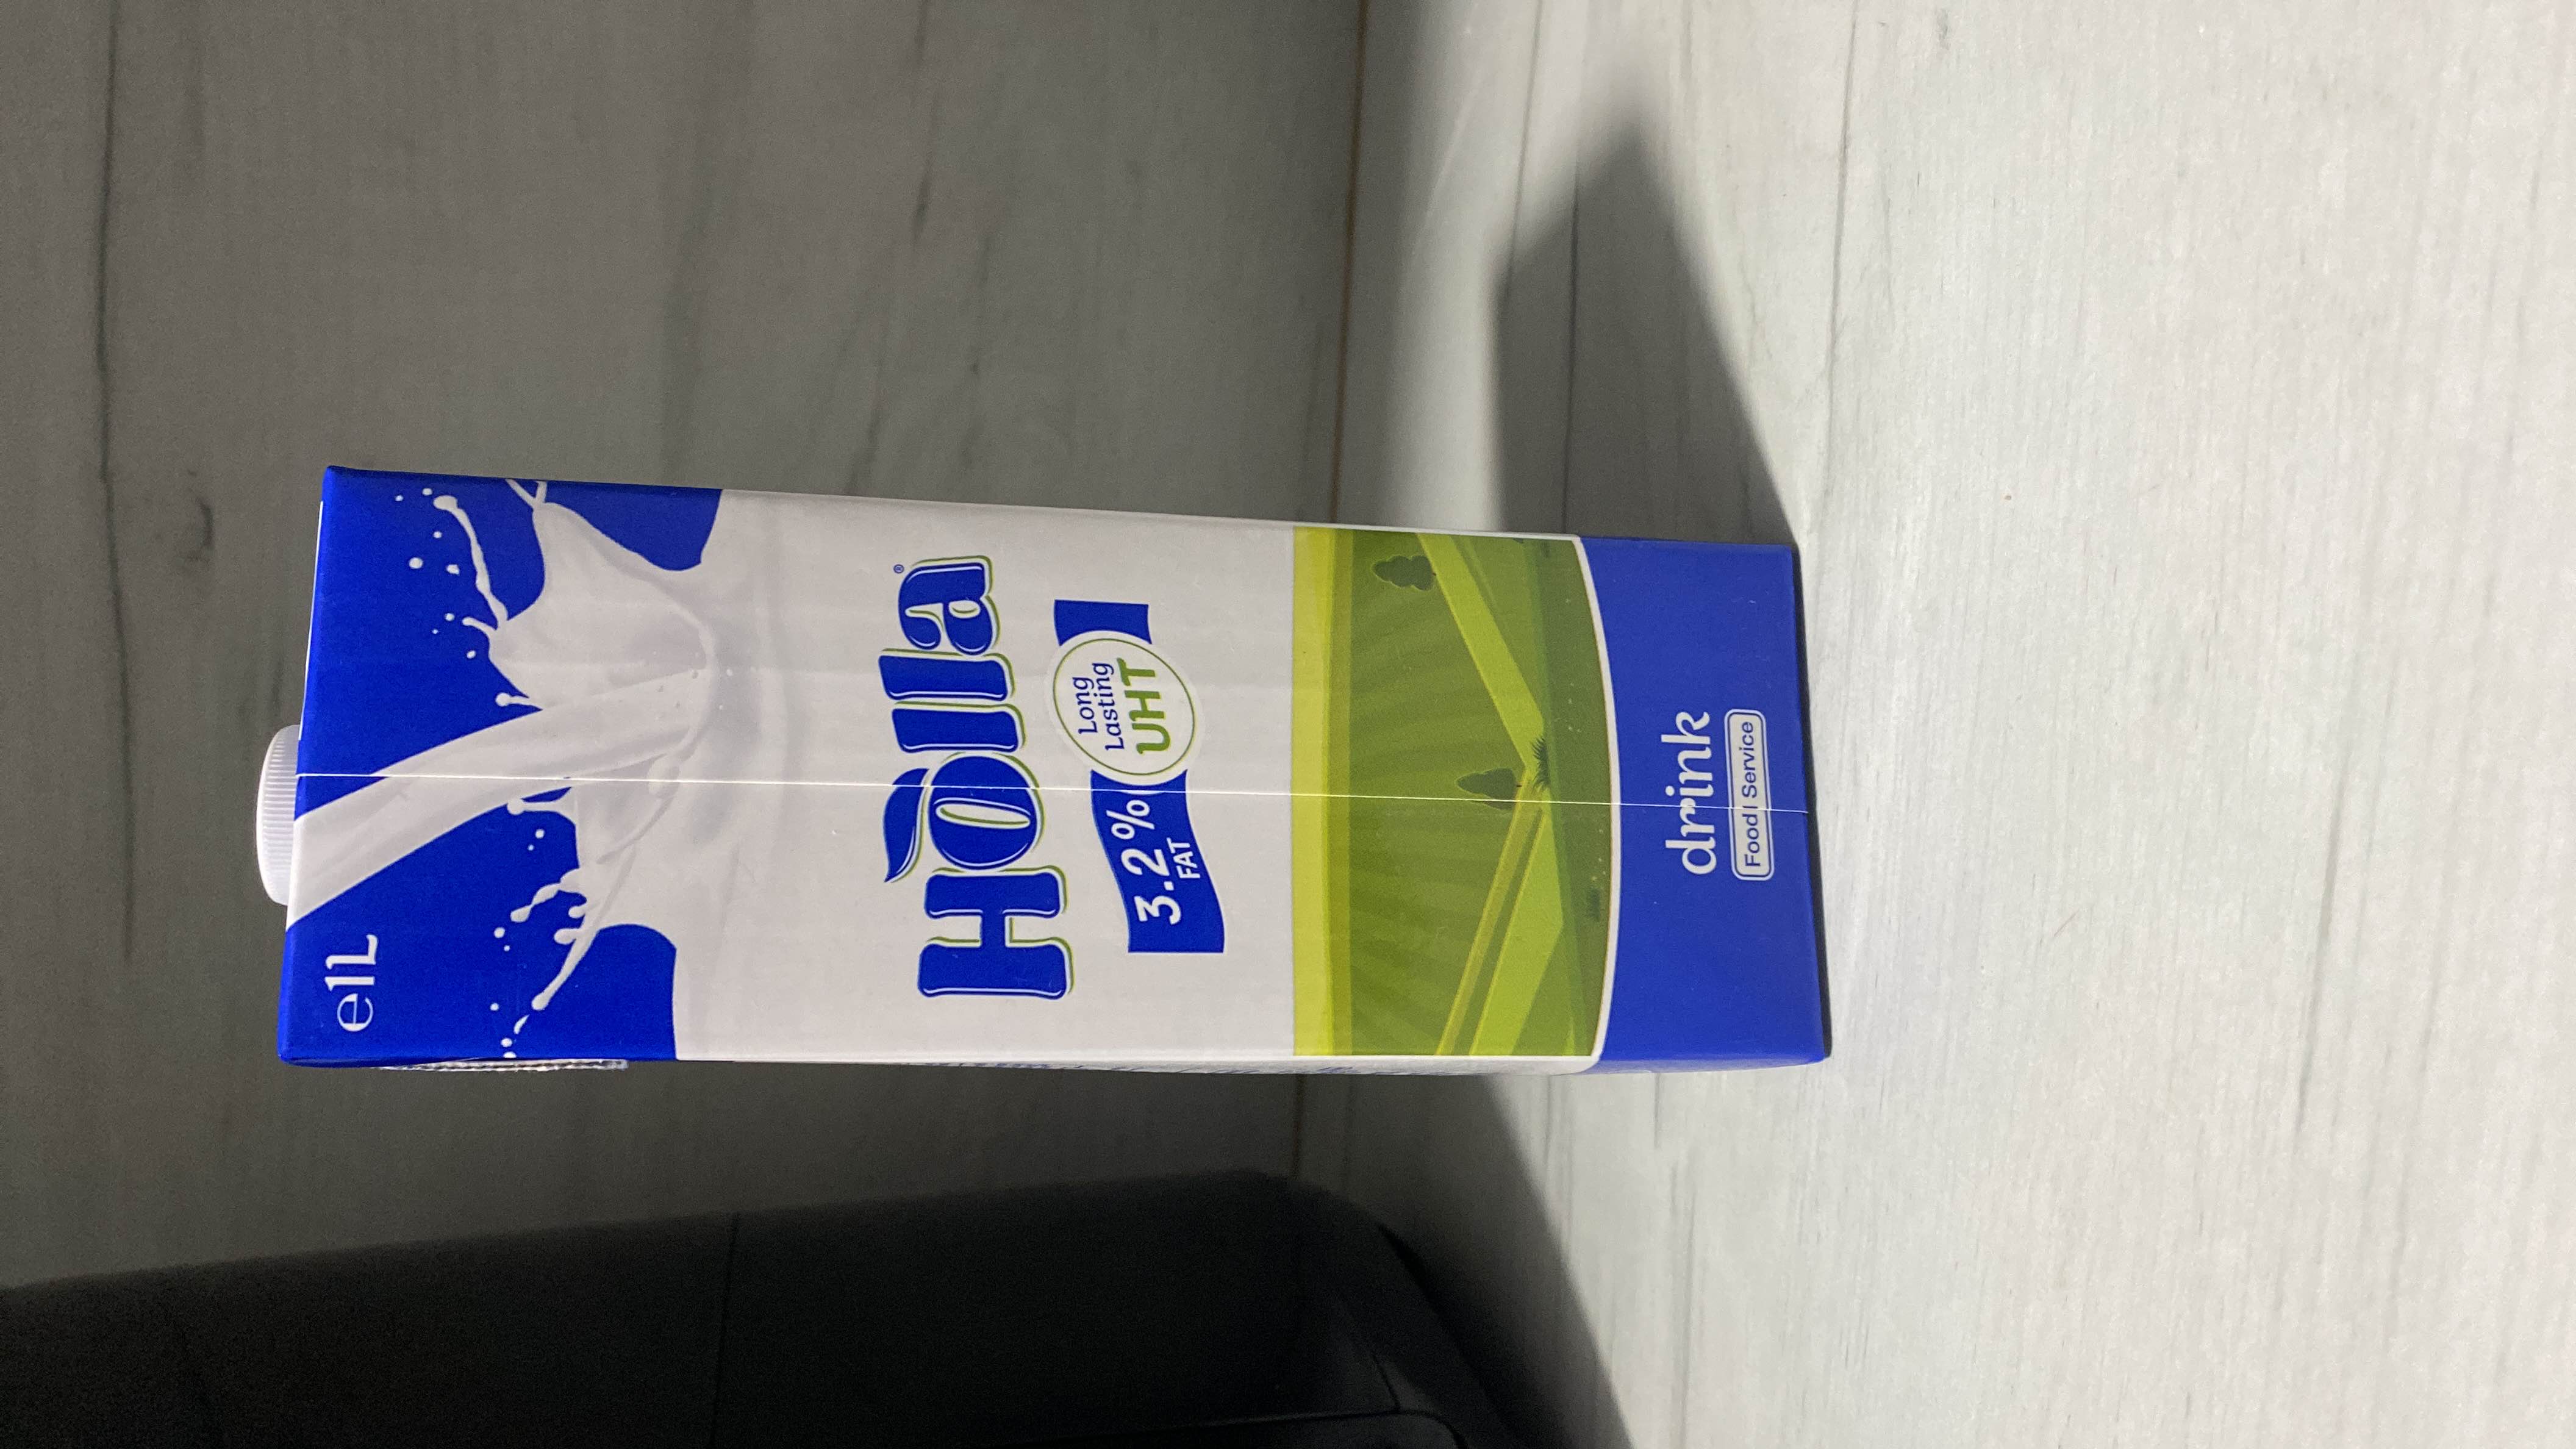 e1L
Holla®
3.2%
FAT
Long
Lasting
UHT
drink
Food Service